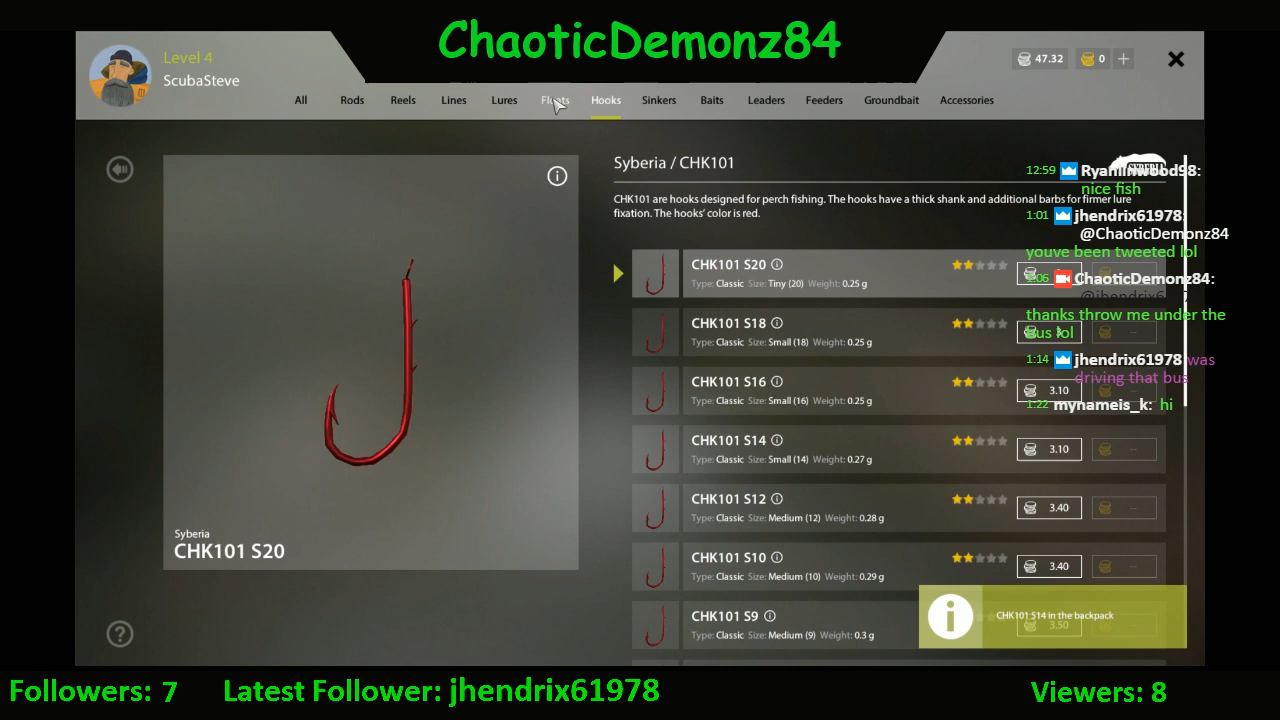 ChaoticDemonz84
Level 4
ScubaSteve
47.32
0
All Rods Reels Lines Lures Floats Hooks Sinkers Baits Leaders Feeders Groundbait Accessories
Syberia / CHK101
CHK101 are hooks designed for perch fishing. The hooks have a thick shank and additional barbs for firmer lure
fixation. The hooks' color is red.
CHK101 S20
Type: Classic Size: Tiny (20) Weight: 0.25 g
CHK101 S18
Type: Classic Size: Small (18) Weight: 0.25 g
CHK101 S16
Type: Classic Size: Small (16) Weight: 0.25 g
3.10
CHK101 S14
Type: Classic Size: Small (14) Weight: 0.27 g
3.10
--
CHK101 S12
Type: Classic Size: Medium (12) Weight: 0.28 g
3.40
--
CHK101 S10
Type: Classic Size: Medium (10) Weight: 0.29 g
3.40
--
CHK101 S9
Type: Classic Size: Medium (9) Weight: 0.3 g
3.50
Syberia
CHK101 S20
12:59 Ryanlinwood98:
nice fish
1:01 jhendrix61978:
@ChaoticDemonz84
youve been tweeted lol
1:06 ChaoticDemonz84:
thanks throw me under the
bus lol
1:14 jhendrix61978 was
driving that bus
1:22 mynameis_k: hi
CHK101 S14 in the backpack
Followers: 7 Latest Follower: jhendrix61978 Viewers: 8